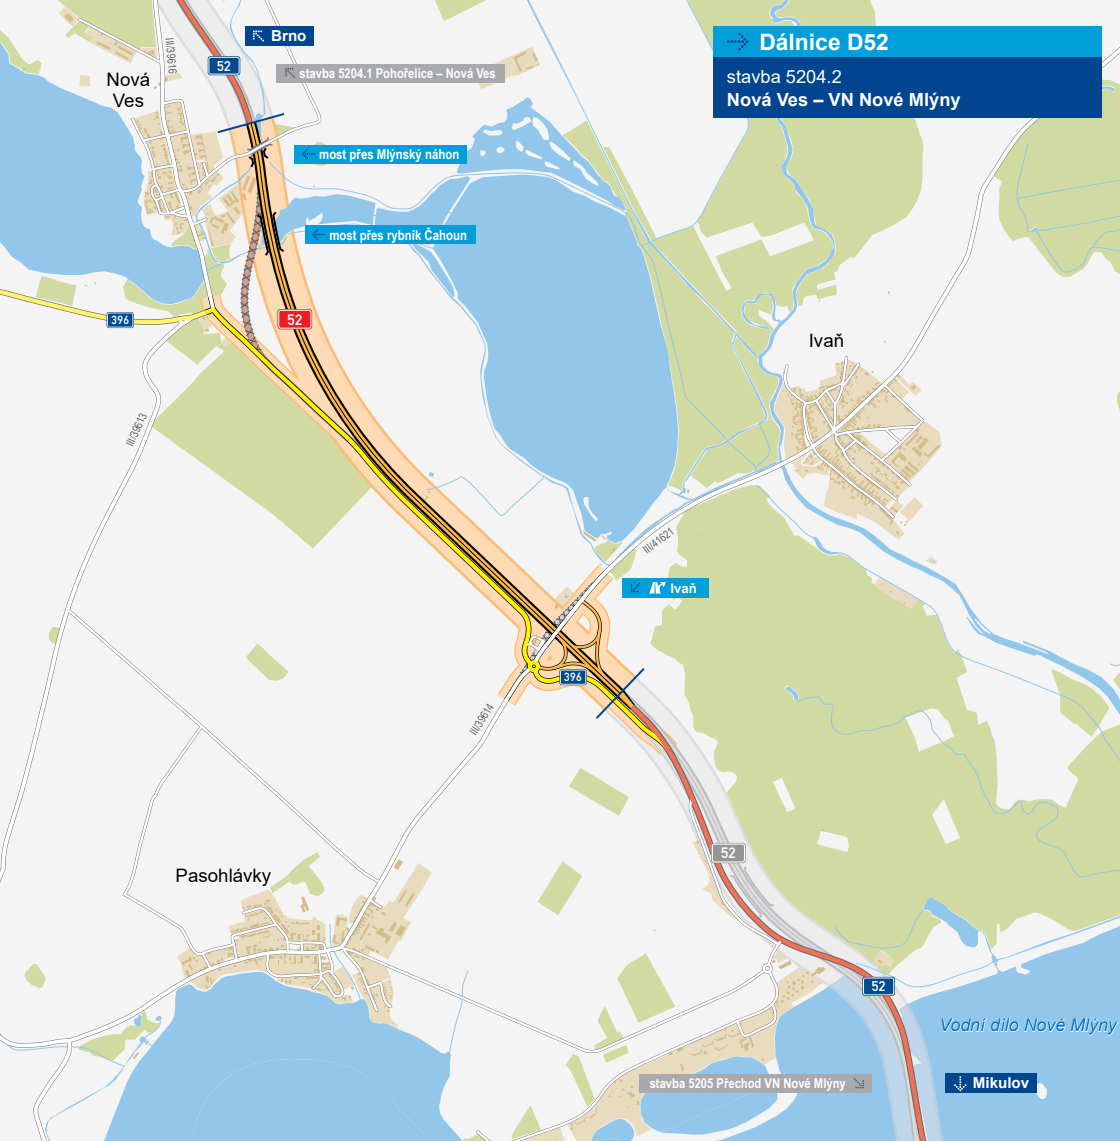 Brno
Dálnice D52
stavba 5204.2
Nová Ves – VN Nové Mlýny
III/39616
52
stavba 5204.1 Pohořelice – Nová Ves
Nová
Ves
most přes Mlýnský náhon
most přes rybník Čahoun
396
52
Ivaň
III/39613
III/41621
Ivaň
396
III/39614
52
Pasohlávky
52
Vodní dílo Nové Mlýny
stavba 5205 Přechod VN Nové Mlýny
Mikulov